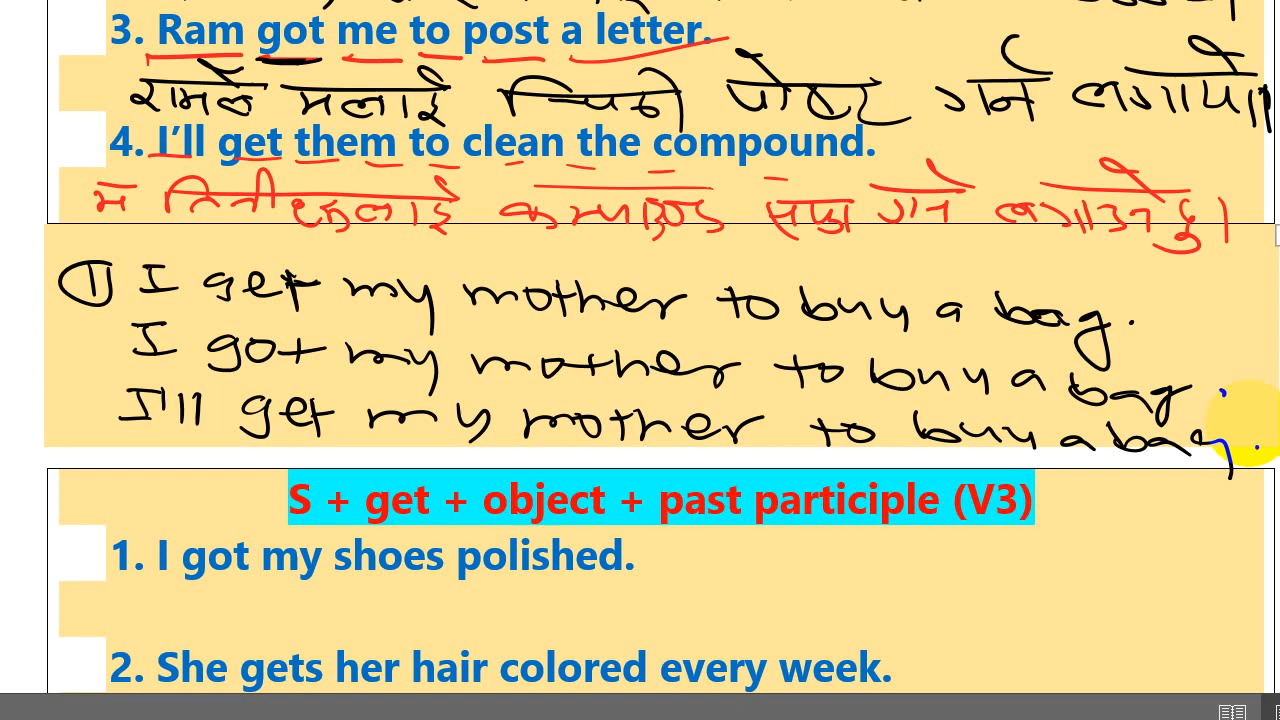 3. Ram got me to post a letter.
रामले मलाई चिठी पोष्ट गर्न लगायो।
4. I'll get them to clean the compound.
म तिनीहरूलाई कम्पाउण्ड सफा गर्न लगाउनेछु।
① I get my mother to buy a bag.
I got my mother to buy a bag.
I'll get my mother to buy a bag.
S + get + object + past participle (V3)
1. I got my shoes polished.
2. She gets her hair colored every week.